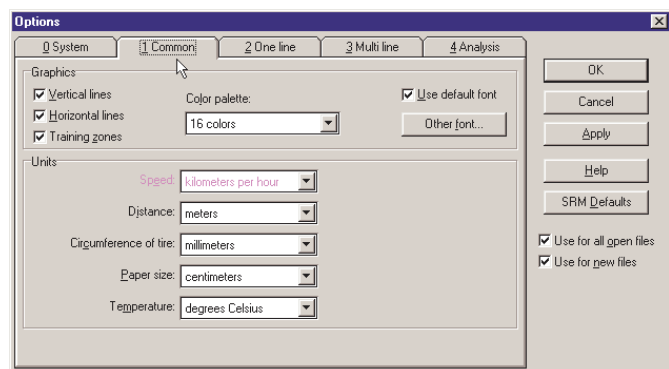 Options
0 System
1 Common
2 One line
3 Multi line
4 Analysis
Graphics
Vertical lines
Horizontal lines
Training zones
Color palette:
16 colors
Use default font
Other font...
Units
Speed: kilometers per hour
Distance: meters
Circumference of tire: millimeters
Paper size: centimeters
Temperature: degrees Celsius
OK
Cancel
Apply
Help
SRM Defaults
Use for all open files
Use for new files